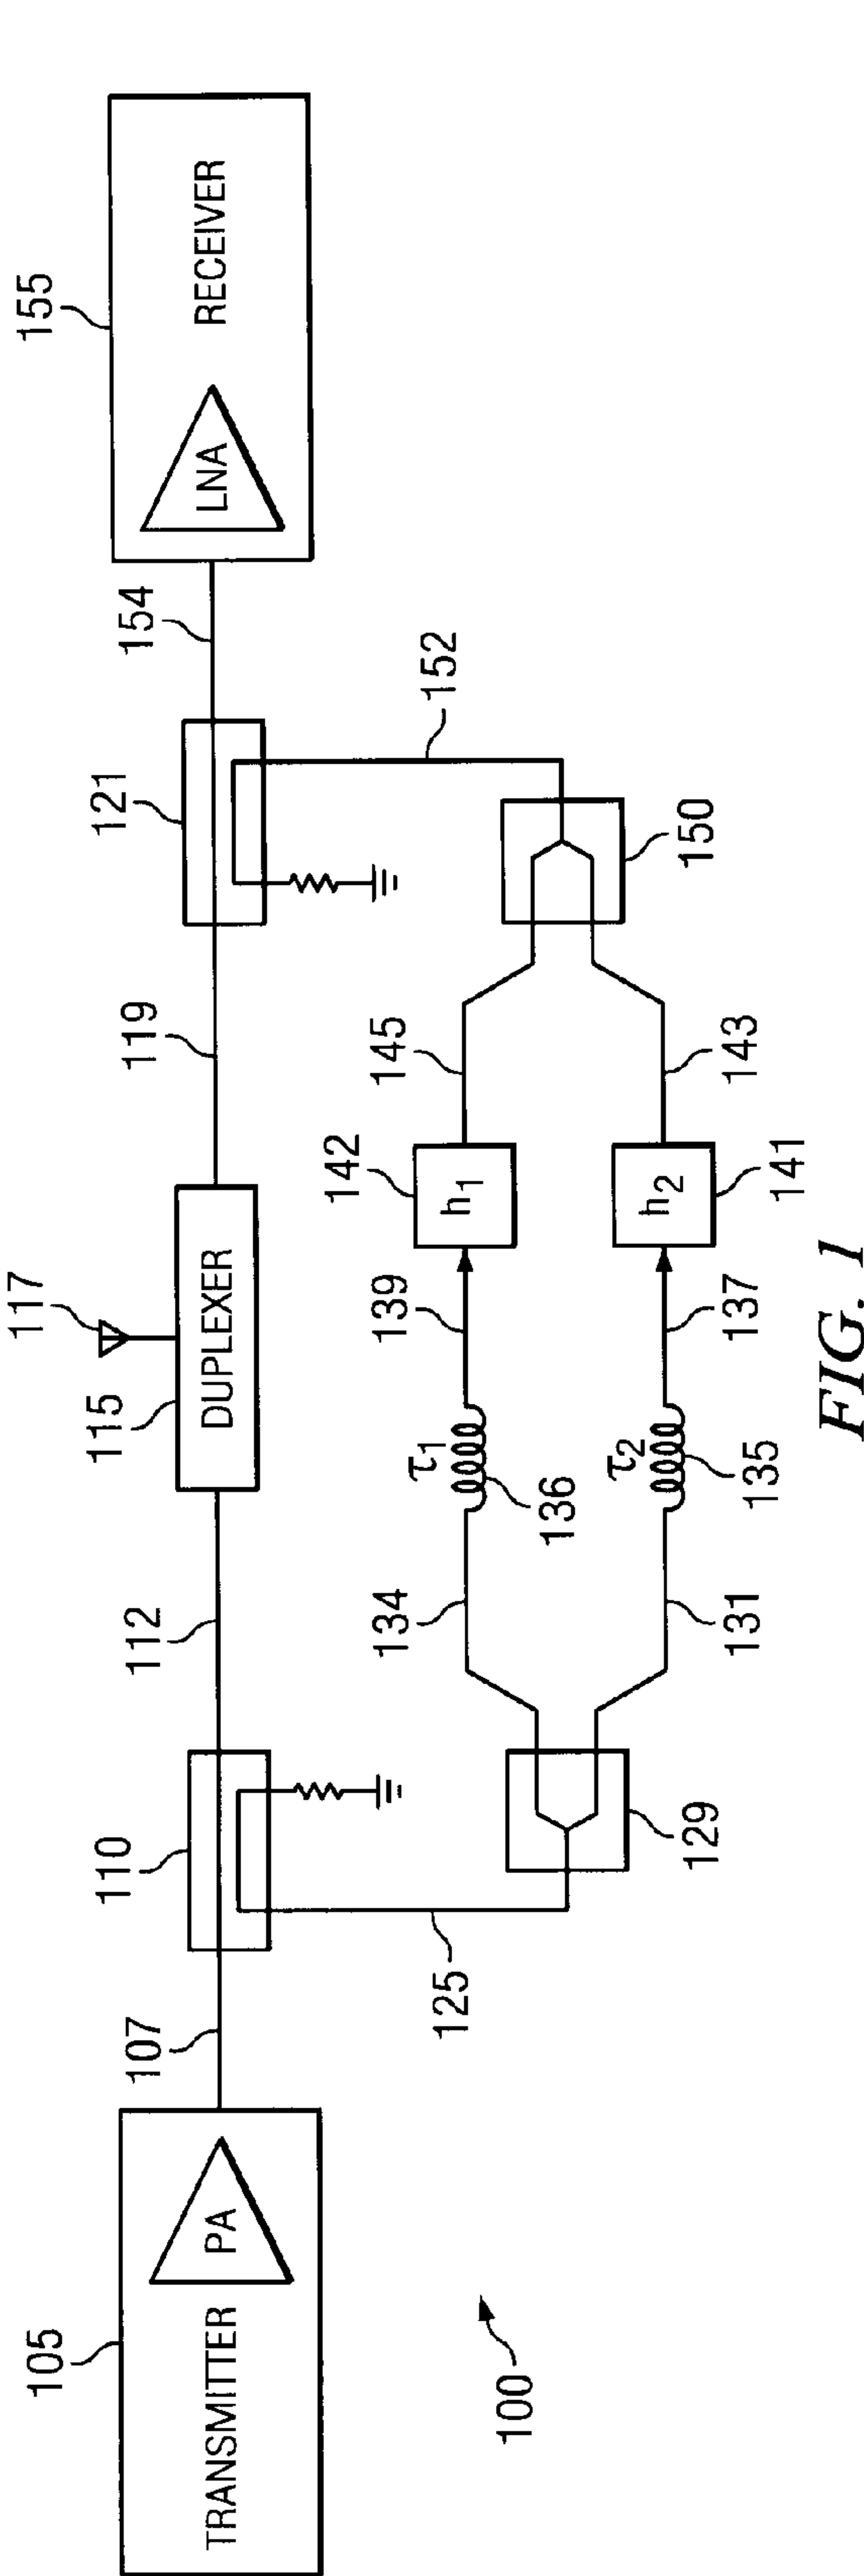 105
TRANSMITTER
PA
107
110
112
115
DUPLEXER
117
119
121
154
155
LNA
RECEIVER
125
129
134
τ1
136
139
142
h1
145
131
τ2
135
137
141
h2
143
150
152
100
FIG. 1